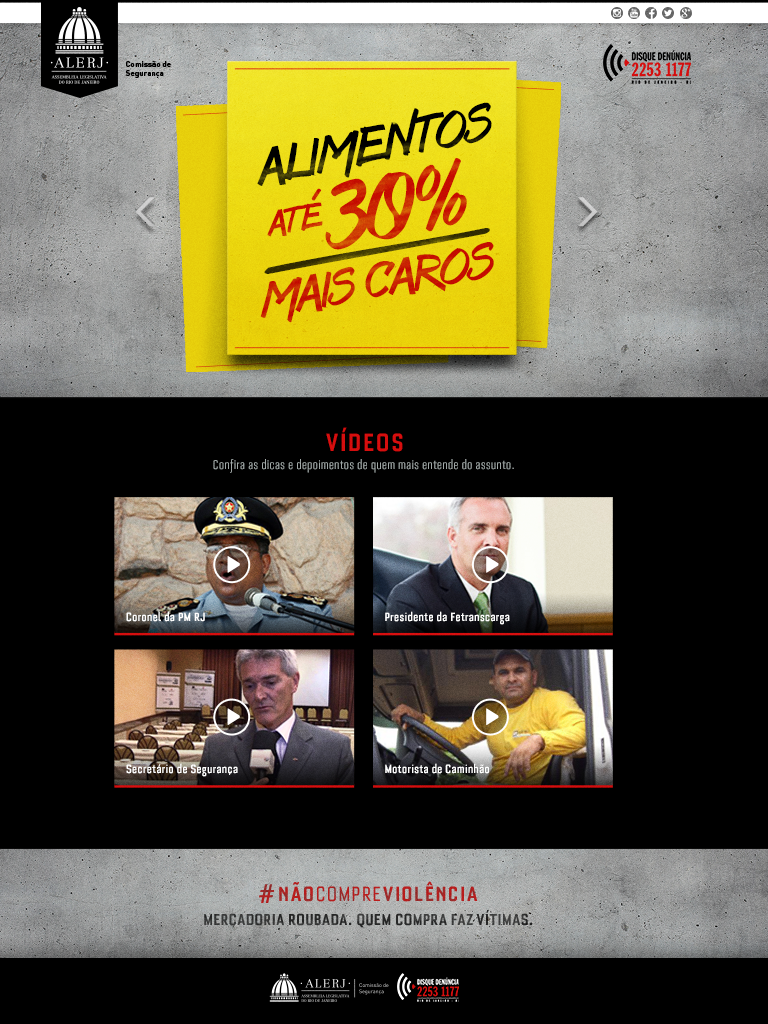 ·ALERJ·
ASSEMBLEIA LEGISLATIVA
DO RIO DE JANEIRO
Comissão de
Segurança
DISQUE DENÚNCIA
2253 1177
RIO DE JANEIRO - RJ
ALIMENTOS
ATÉ 30%
MAIS CAROS
VÍDEOS
Confira as dicas e depoimentos de quem mais entende do assunto.
Coronel da PM RJ
Presidente da Fetranscarga
Secretário de Segurança
Motorista de Caminhão
#NÃOCOMPREVIOLÊNCIA
MERCADORIA ROUBADA. QUEM COMPRA FAZ VÍTIMAS.
·ALERJ·
ASSEMBLEIA LEGISLATIVA
DO RIO DE JANEIRO
Comissão de
Segurança
DISQUE DENÚNCIA
2253 1177
RIO DE JANEIRO - RJ